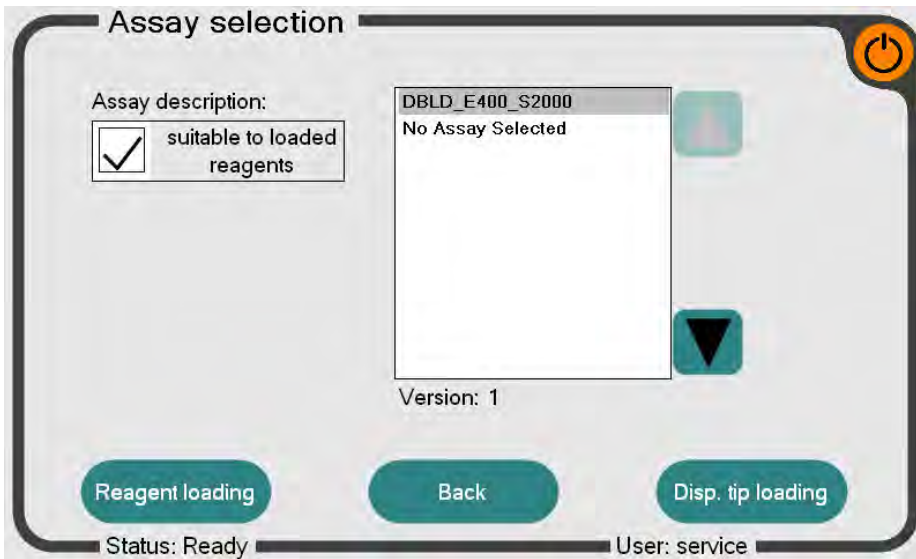 Assay selection
Assay description:
suitable to loaded
reagents
DBLD_E400_S2000
No Assay Selected
Version: 1
Reagent loading
Back
Disp. tip loading
Status: Ready
User: service